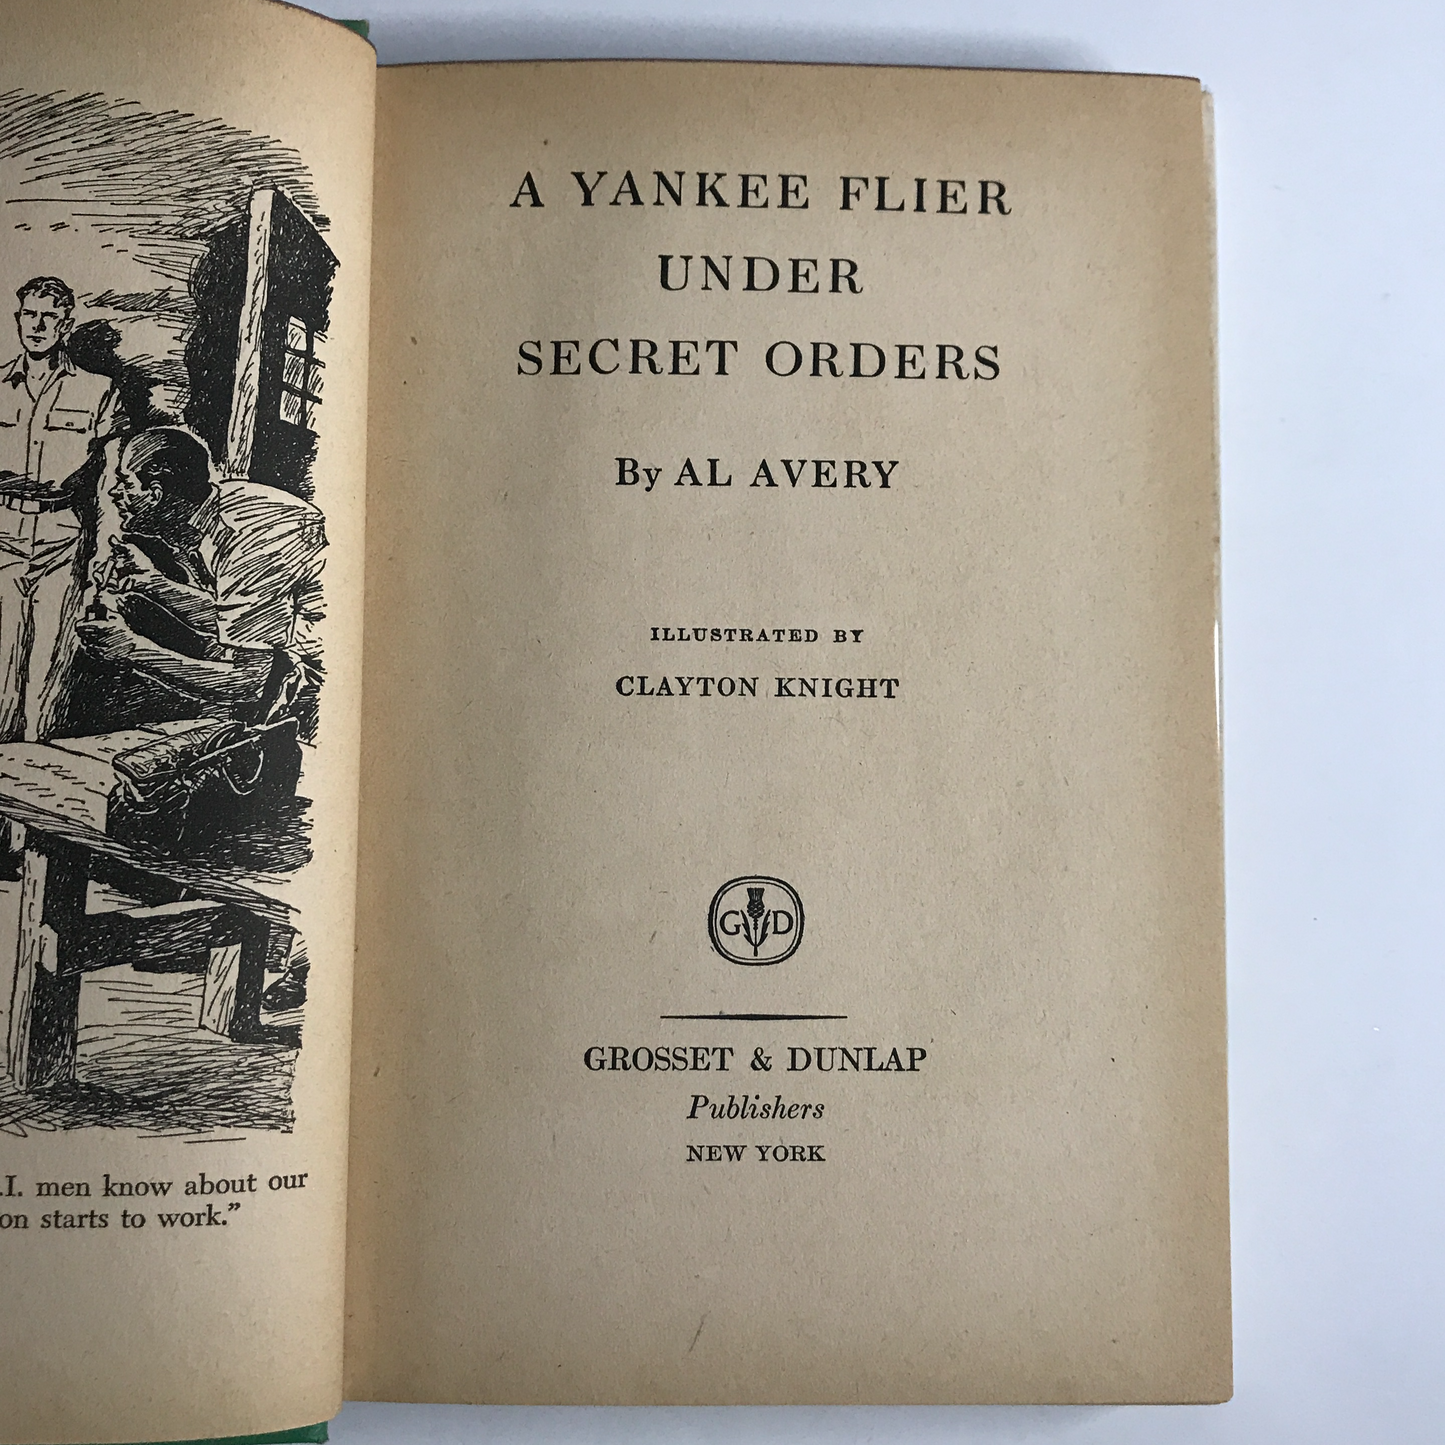 .I. men know about our
on starts to work.”
A YANKEE FLIER
UNDER
SECRET ORDERS
By AL AVERY
ILLUSTRATED BY
CLAYTON KNIGHT
G D
GROSSET & DUNLAP
Publishers
NEW YORK